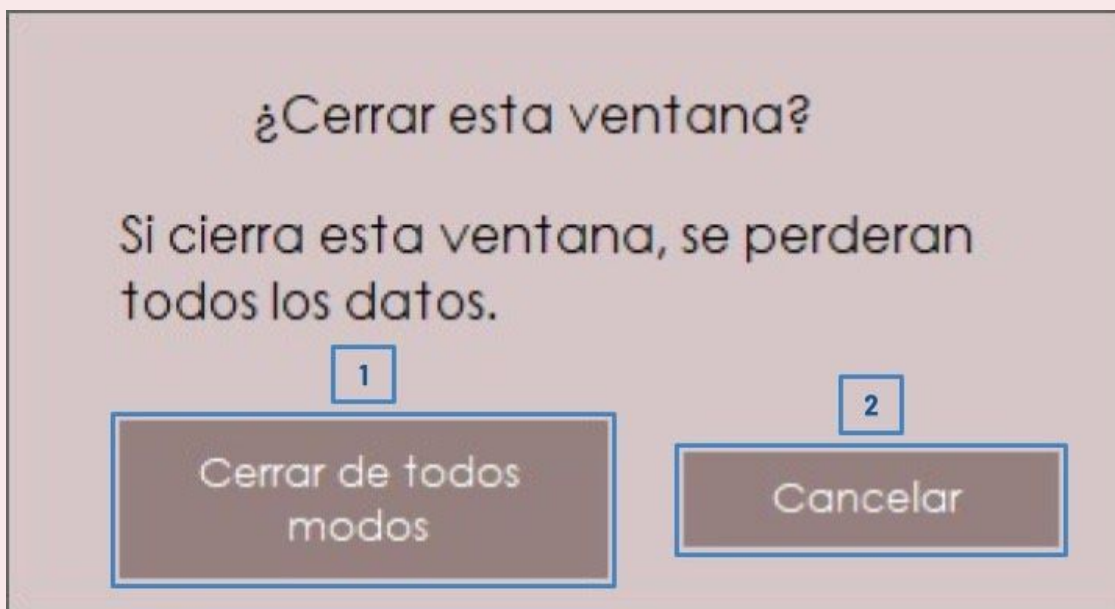 ¿Cerrar esta ventana?
Si cierra esta ventana, se perderan
todos los datos.
1
2
Cerrar de todos
modos
Cancelar